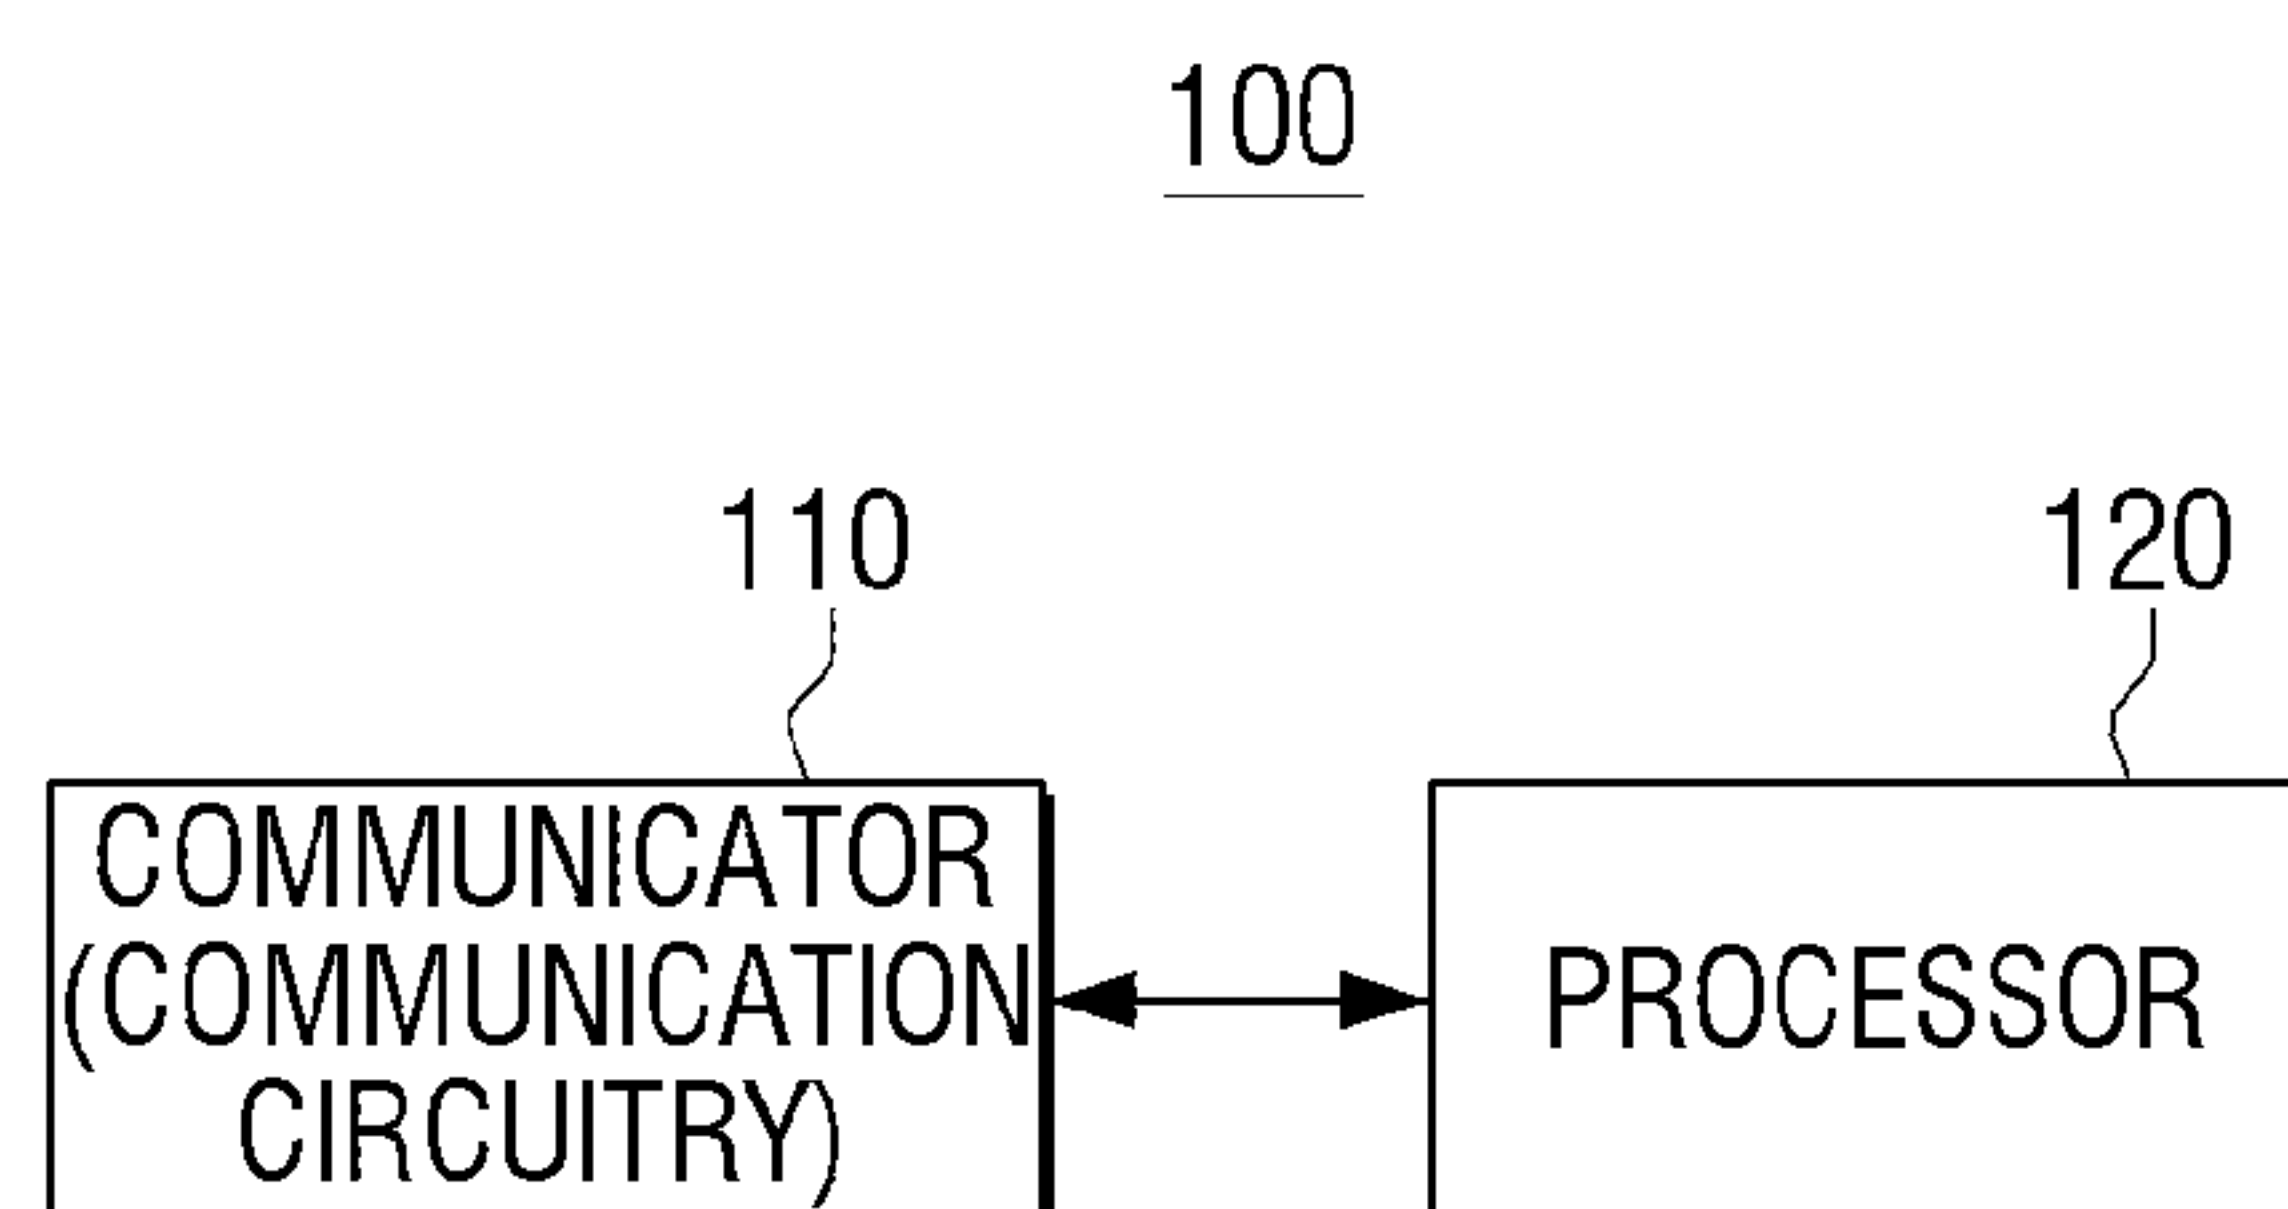 100
110
120
COMMUNICATOR
(COMMUNICATION
CIRCUITRY)
PROCESSOR